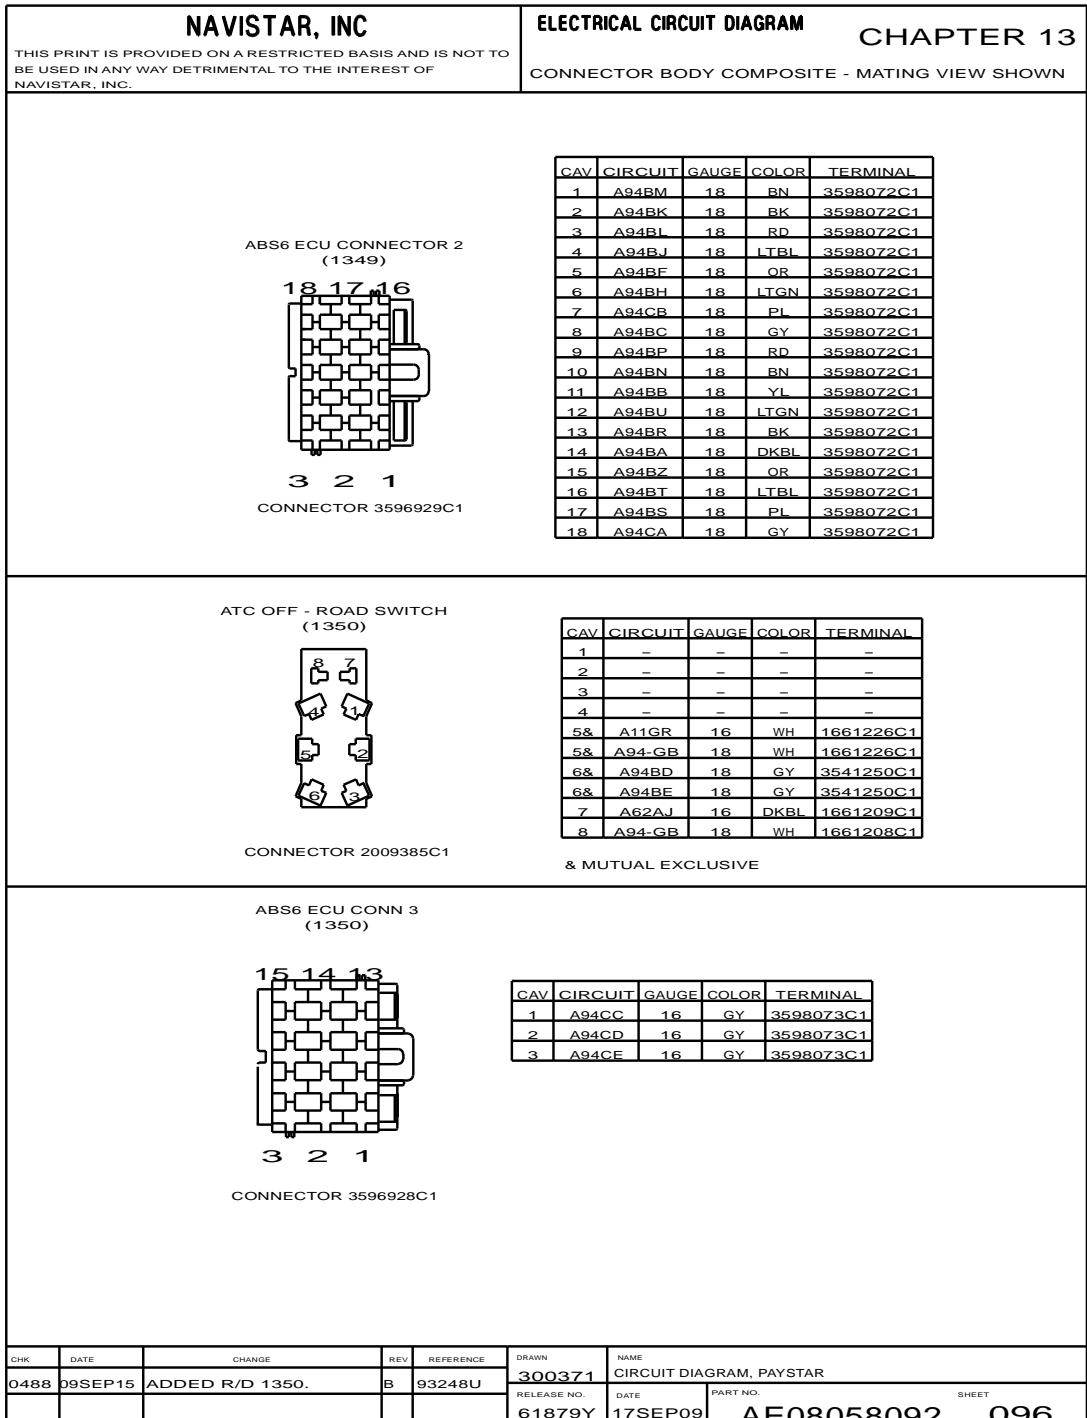 NAVISTAR, INC
THIS PRINT IS PROVIDED ON A RESTRICTED BASIS AND IS NOT TO
BE USED IN ANY WAY DETRIMENTAL TO THE INTEREST OF
NAVISTAR, INC.
ELECTRICAL CIRCUIT DIAGRAM
CHAPTER 13
CONNECTOR BODY COMPOSITE - MATING VIEW SHOWN
ABS6 ECU CONNECTOR 2
(1349)
18 17 16
3 2 1
CONNECTOR 3596929C1
CAV CIRCUIT GAUGE COLOR TERMINAL
1 A94BM 18 BN 3598072C1
2 A94BK 18 BK 3598072C1
3 A94BL 18 RD 3598072C1
4 A94BJ 18 LTBL 3598072C1
5 A94BF 18 OR 3598072C1
6 A94BH 18 LTGN 3598072C1
7 A94CB 18 PL 3598072C1
8 A94BC 18 GY 3598072C1
9 A94BP 18 RD 3598072C1
10 A94BN 18 BN 3598072C1
11 A94BB 18 YL 3598072C1
12 A94BU 18 LTGN 3598072C1
13 A94BR 18 BK 3598072C1
14 A94BA 18 DKBL 3598072C1
15 A94BZ 18 OR 3598072C1
16 A94BT 18 LTBL 3598072C1
17 A94BS 18 PL 3598072C1
18 A94CA 18 GY 3598072C1
ATC OFF - ROAD SWITCH
(1350)
8 7
4 1
5 2
6 3
CONNECTOR 2009385C1
CAV CIRCUIT GAUGE COLOR TERMINAL
1 – – – –
2 – – – –
3 – – – –
4 – – – –
5& A11GR 16 WH 1661226C1
5& A94-GB 18 WH 1661226C1
6& A94BD 18 GY 3541250C1
6& A94BE 18 GY 3541250C1
7 A62AJ 16 DKBL 1661209C1
8 A94-GB 18 WH 1661208C1
& MUTUAL EXCLUSIVE
ABS6 ECU CONN 3
(1350)
15 14 13
3 2 1
CONNECTOR 3596928C1
CAV CIRCUIT GAUGE COLOR TERMINAL
1 A94CC 16 GY 3598073C1
2 A94CD 16 GY 3598073C1
3 A94CE 16 GY 3598073C1
CHK DATE CHANGE REV REFERENCE
0488 09SEP15 ADDED R/D 1350. B 93248U
DRAWN
300371
NAME
CIRCUIT DIAGRAM, PAYSTAR
RELEASE NO.
61879Y
DATE
17SEP09
PART NO.
AE08058092
SHEET
096